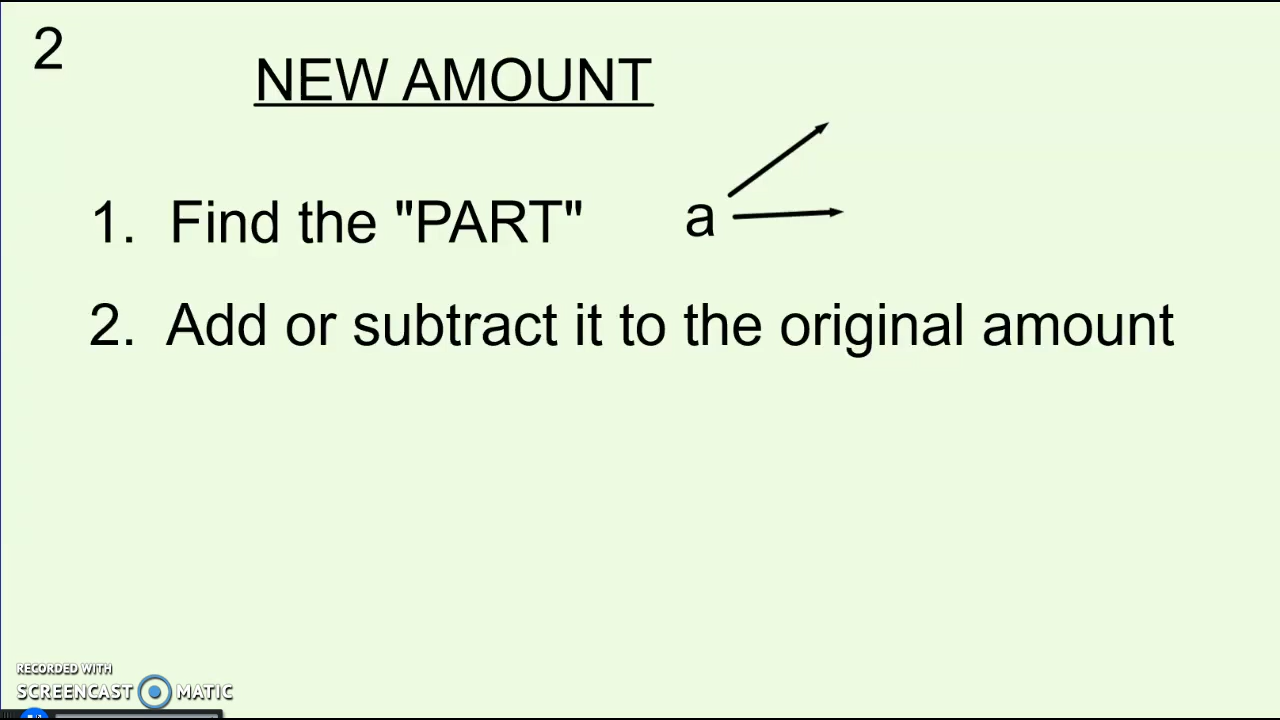 2
NEW AMOUNT
1. Find the "PART" a
2. Add or subtract it to the original amount
RECORDED WITH
SCREENCAST MATIC